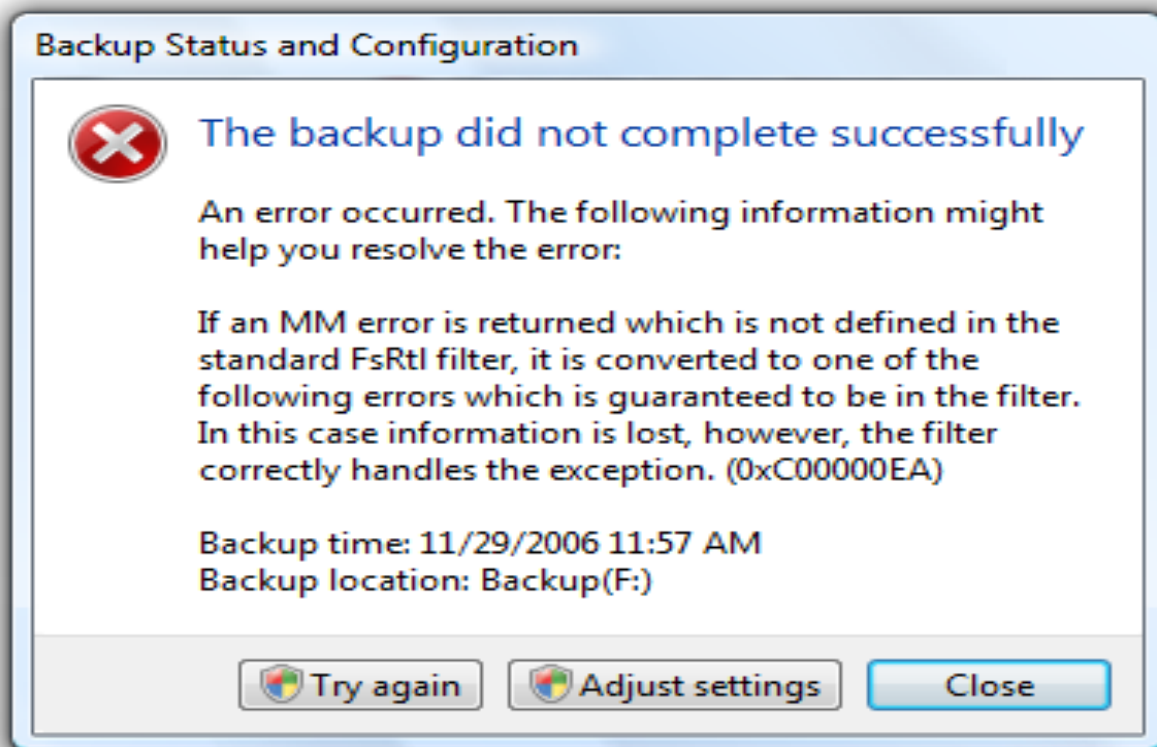 Backup Status and Configuration
The backup did not complete successfully
An error occurred. The following information might
help you resolve the error:
If an MM error is returned which is not defined in the
standard FsRtl filter, it is converted to one of the
following errors which is guaranteed to be in the filter.
In this case information is lost, however, the filter
correctly handles the exception. (0xC00000EA)
Backup time: 11/29/2006 11:57 AM
Backup location: Backup(F:)
Try again
Adjust settings
Close